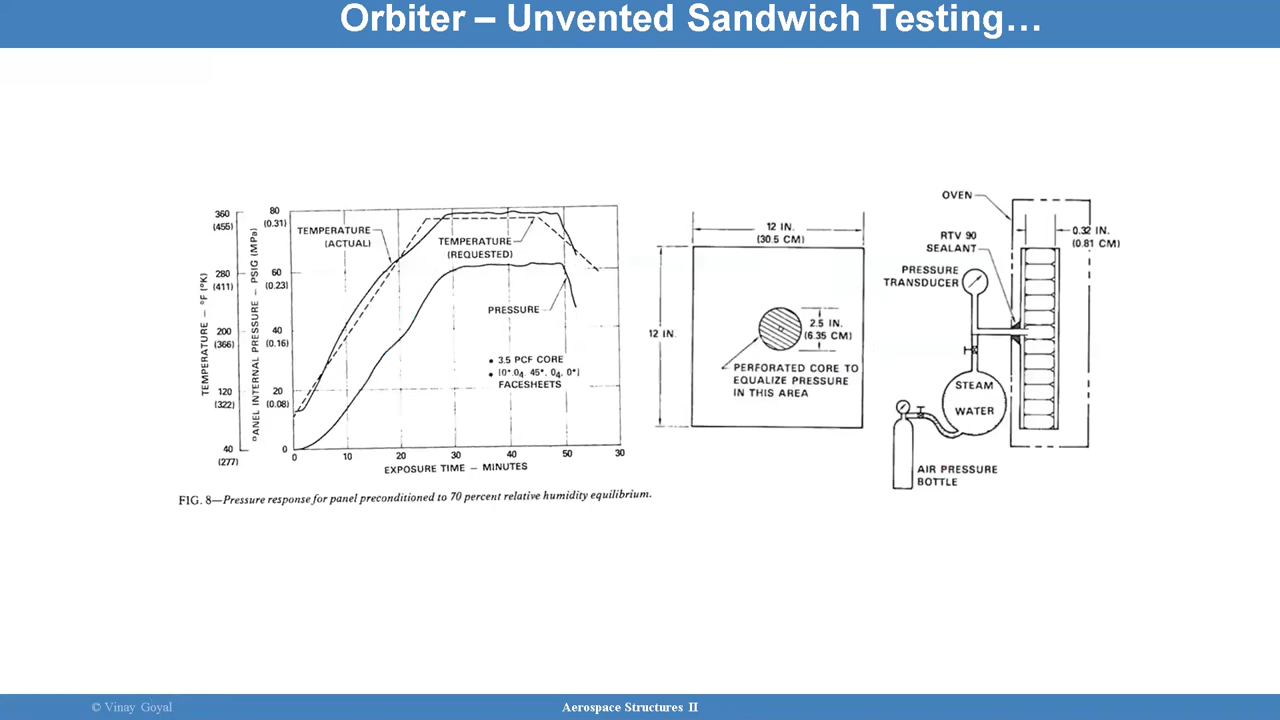 Orbiter – Unvented Sandwich Testing…
TEMPERATURE — °F (°K)
360
(455)
280
(411)
200
(366)
120
(322)
40
(277)
ANEL INTERNAL PRESSURE — PSIG (MPa)
80
(0.31)
60
(0.23)
40
(0.16)
20
(0.08)
0
TEMPERATURE
(ACTUAL)
TEMPERATURE
(REQUESTED)
PRESSURE
• 3.5 PCF CORE
• (0°.0₄. 45°. 0₄, 0°)
FACESHEETS
0 10 20 30 40 50 30
EXPOSURE TIME — MINUTES
FIG. 8—Pressure response for panel preconditioned to 70 percent relative humidity equilibrium.
12 IN.
(30.5 CM)
12 IN.
2.5 IN.
(6.35 CM)
PERFORATED CORE TO
EQUALIZE PRESSURE
IN THIS AREA
OVEN
RTV 90
SEALANT
PRESSURE
TRANSDUCER
0.32 IN.
(0.81 CM)
STEAM
WATER
AIR PRESSURE
BOTTLE
© Vinay Goyal
Aerospace Structures II